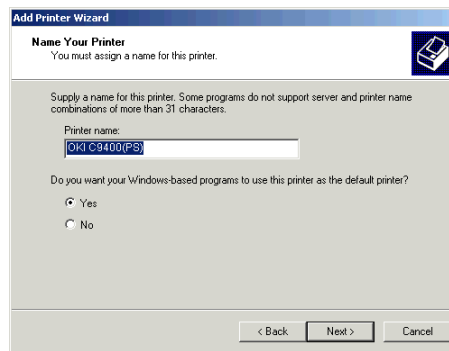 Add Printer Wizard
Name Your Printer
You must assign a name for this printer.
Supply a name for this printer. Some programs do not support server and printer name
combinations of more than 31 characters.
Printer name:
OKI C9400(PS)
Do you want your Windows-based programs to use this printer as the default printer?
Yes
No
< Back
Next >
Cancel